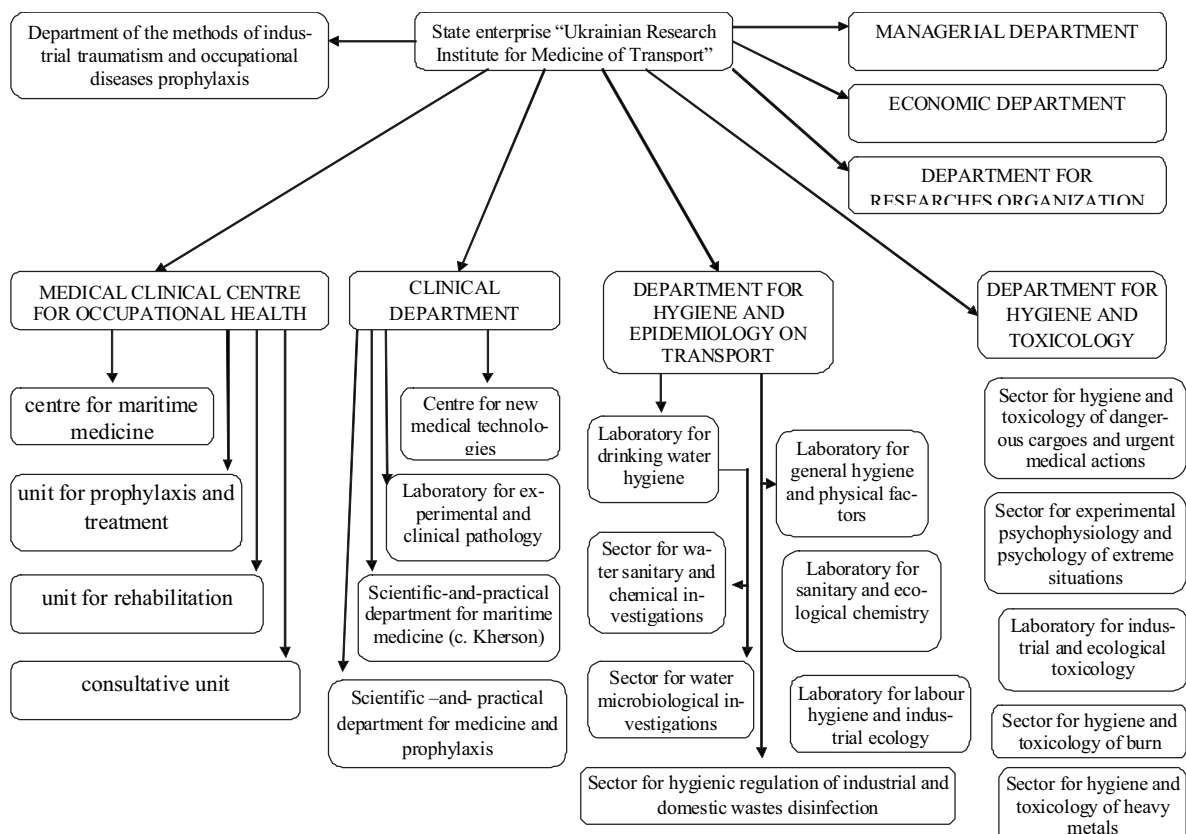 Department of the methods of indus-
trial traumatism and occupational
diseases prophylaxis
State enterprise “Ukrainian Research
Institute for Medicine of Transport”
MANAGERIAL DEPARTMENT
ECONOMIC DEPARTMENT
DEPARTMENT FOR
RESEARCHES ORGANIZATION
MEDICAL CLINICAL CENTRE
FOR OCCUPATIONAL HEALTH
centre for maritime
medicine
unit for prophylaxis and
treatment
unit for rehabilitation
consultative unit
CLINICAL
DEPARTMENT
Centre for new
medical technolo-
gies
Laboratory for ex-
perimental and
clinical pathology
Scientific-and-practical
department for maritime
medicine (c. Kherson)
Scientific –and- practical
department for medicine and
prophylaxis
DEPARTMENT FOR
HYGIENE AND
EPIDEMIOLOGY ON
TRANSPORT
Laboratory for
drinking water
hygiene
Sector for wa-
ter sanitary and
chemical in-
vestigations
Sector for water
microbiological in-
vestigations
Laboratory for
general hygiene
and physical fac-
tors
Laboratory for
sanitary and eco-
logical chemistry
Laboratory for labour
hygiene and indus-
trial ecology
Sector for hygienic regulation of industrial and
domestic wastes disinfection
DEPARTMENT FOR
HYGIENE AND
TOXICOLOGY
Sector for hygiene and
toxicology of danger-
ous cargoes and urgent
medical actions
Sector for experimental
psychophysiology and
psychology of extreme
situations
Laboratory for indus-
trial and ecological
toxicology
Sector for hygiene and
toxicology of burn
Sector for hygiene and
toxicology of heavy
metals